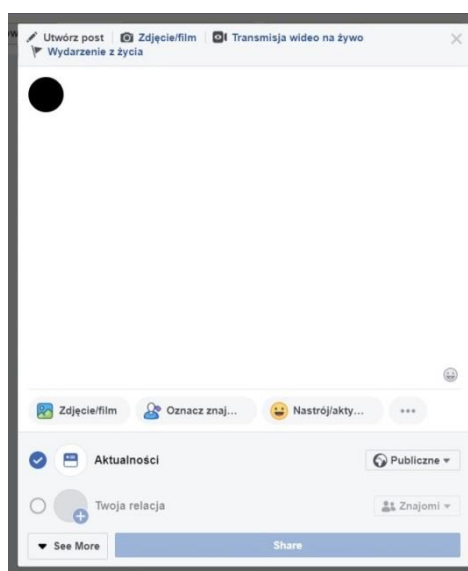 Utwórz post Zdjęcie/film Transmisja wideo na żywo
Wydarzenie z życia
Zdjęcie/film Oznacz znaj... Nastrój/akty...
Aktualności Publiczne
Twoja relacja Znajomi
See More Share